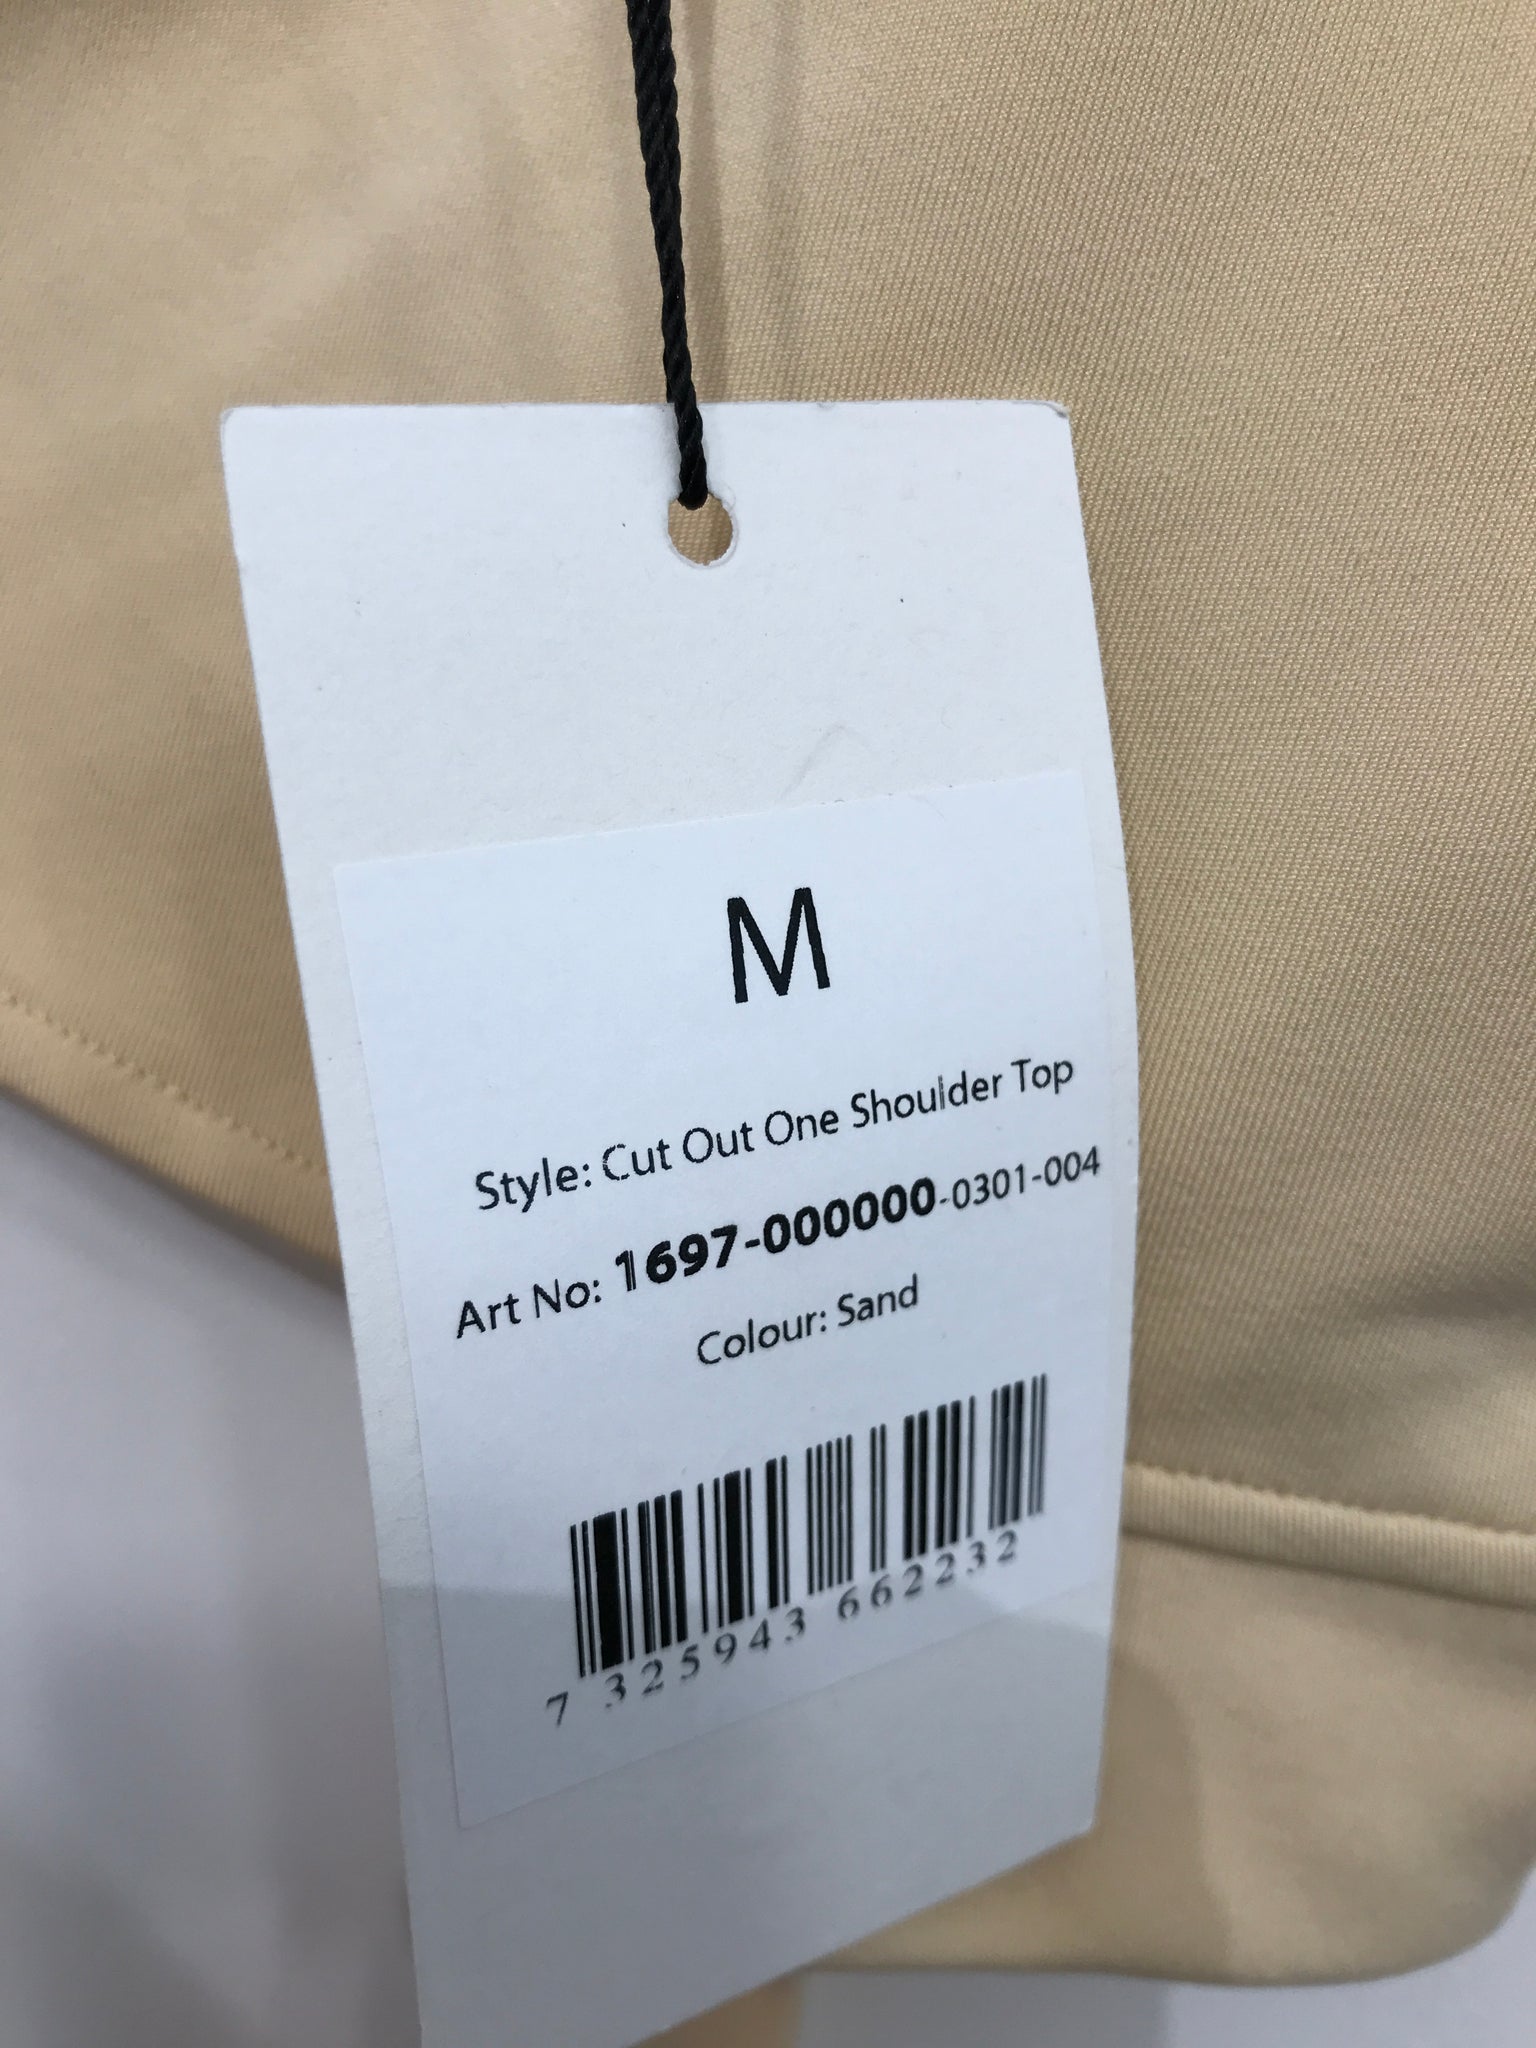 M
Style: Cut Out One Shoulder Top
Art No: 1697-000000-0301-004
Colour: Sand
7 325943 662232